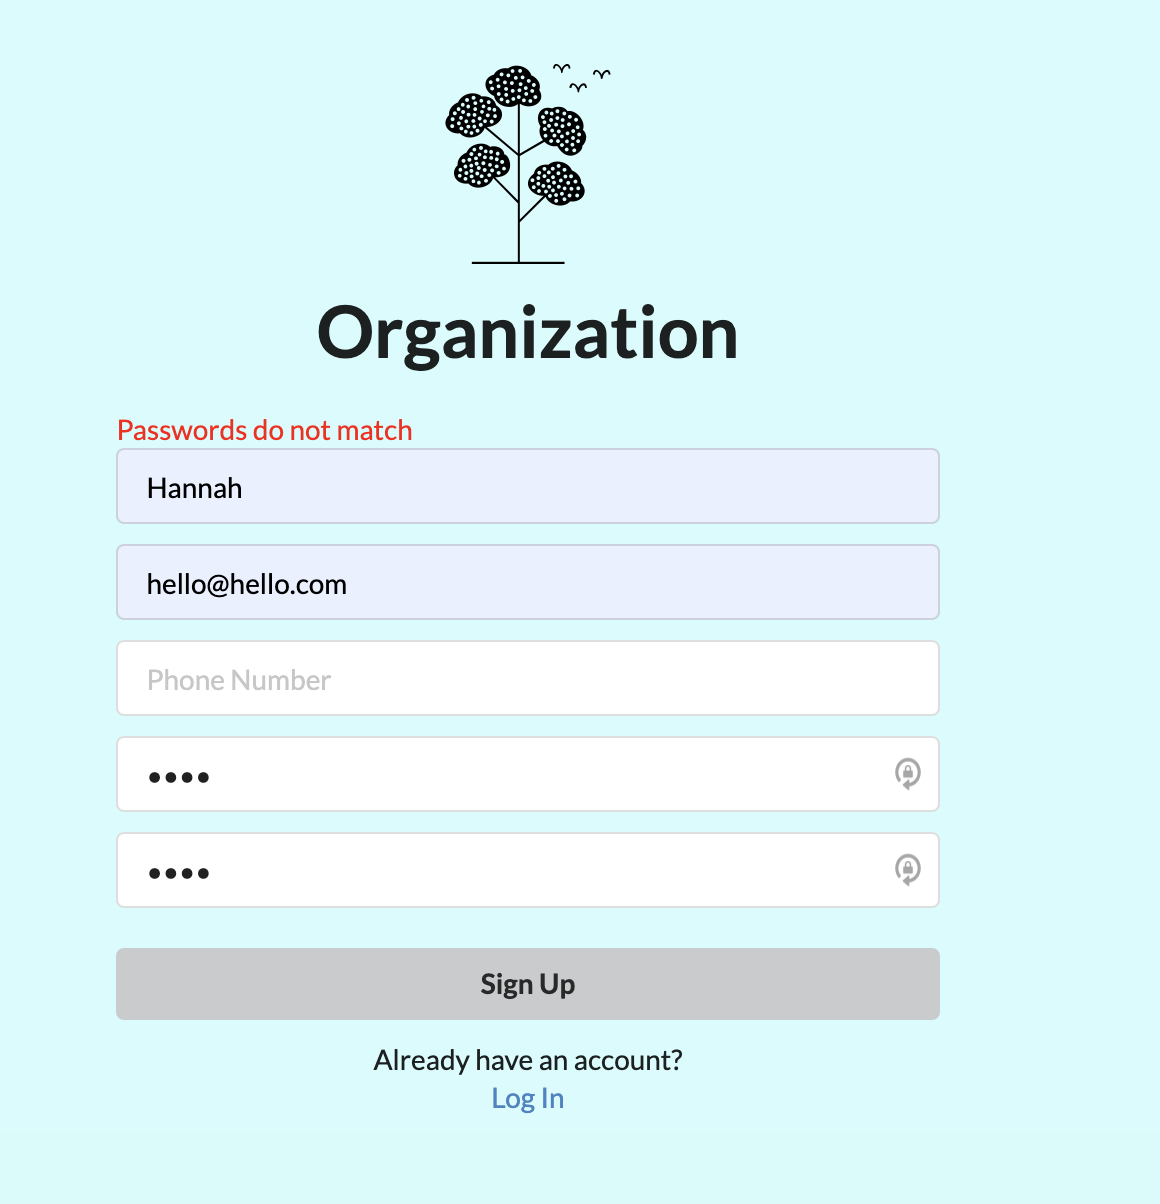 Organization
Passwords do not match
Hannah
hello@hello.com
Phone Number
••••
••••
Sign Up
Already have an account?
Log In